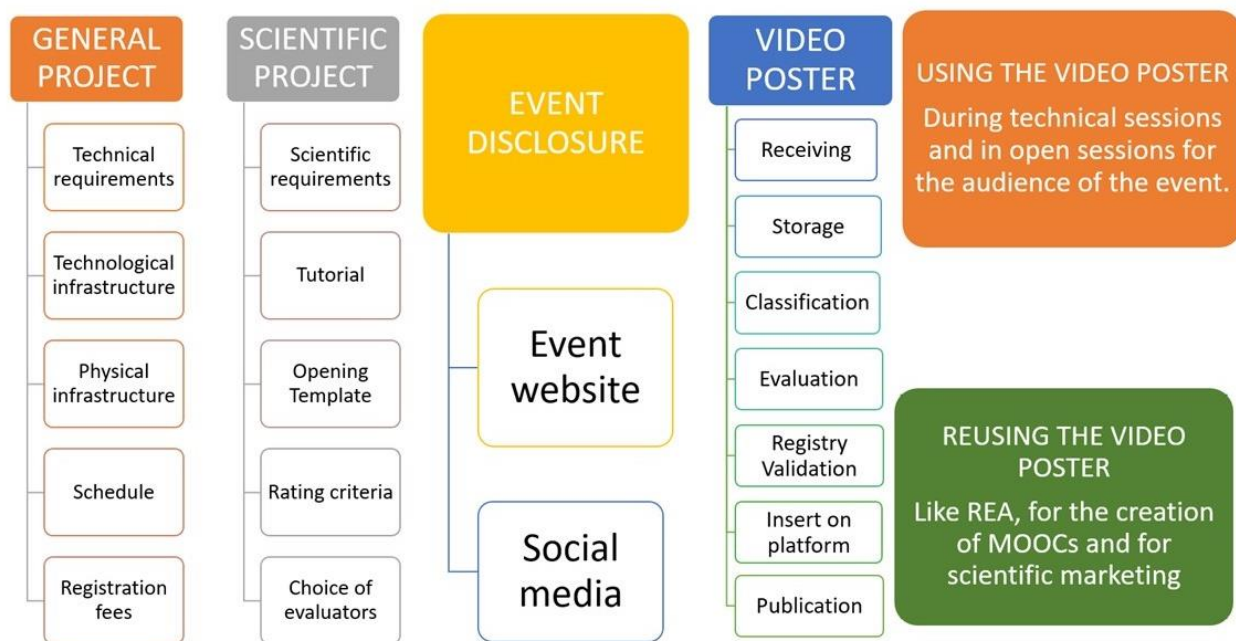 GENERAL
PROJECT
Technical
requirements
Technological
infrastructure
Physical
infrastructure
Schedule
Registration
fees
SCIENTIFIC
PROJECT
Scientific
requirements
Tutorial
Opening
Template
Rating criteria
Choice of
evaluators
EVENT
DISCLOSURE
Event
website
Social
media
VIDEO
POSTER
Receiving
Storage
Classification
Evaluation
Registry
Validation
Insert on
platform
Publication
USING THE VIDEO POSTER
During technical sessions
and in open sessions for
the audience of the event.
REUSING THE VIDEO
POSTER
Like REA, for the creation
of MOOCs and for
scientific marketing